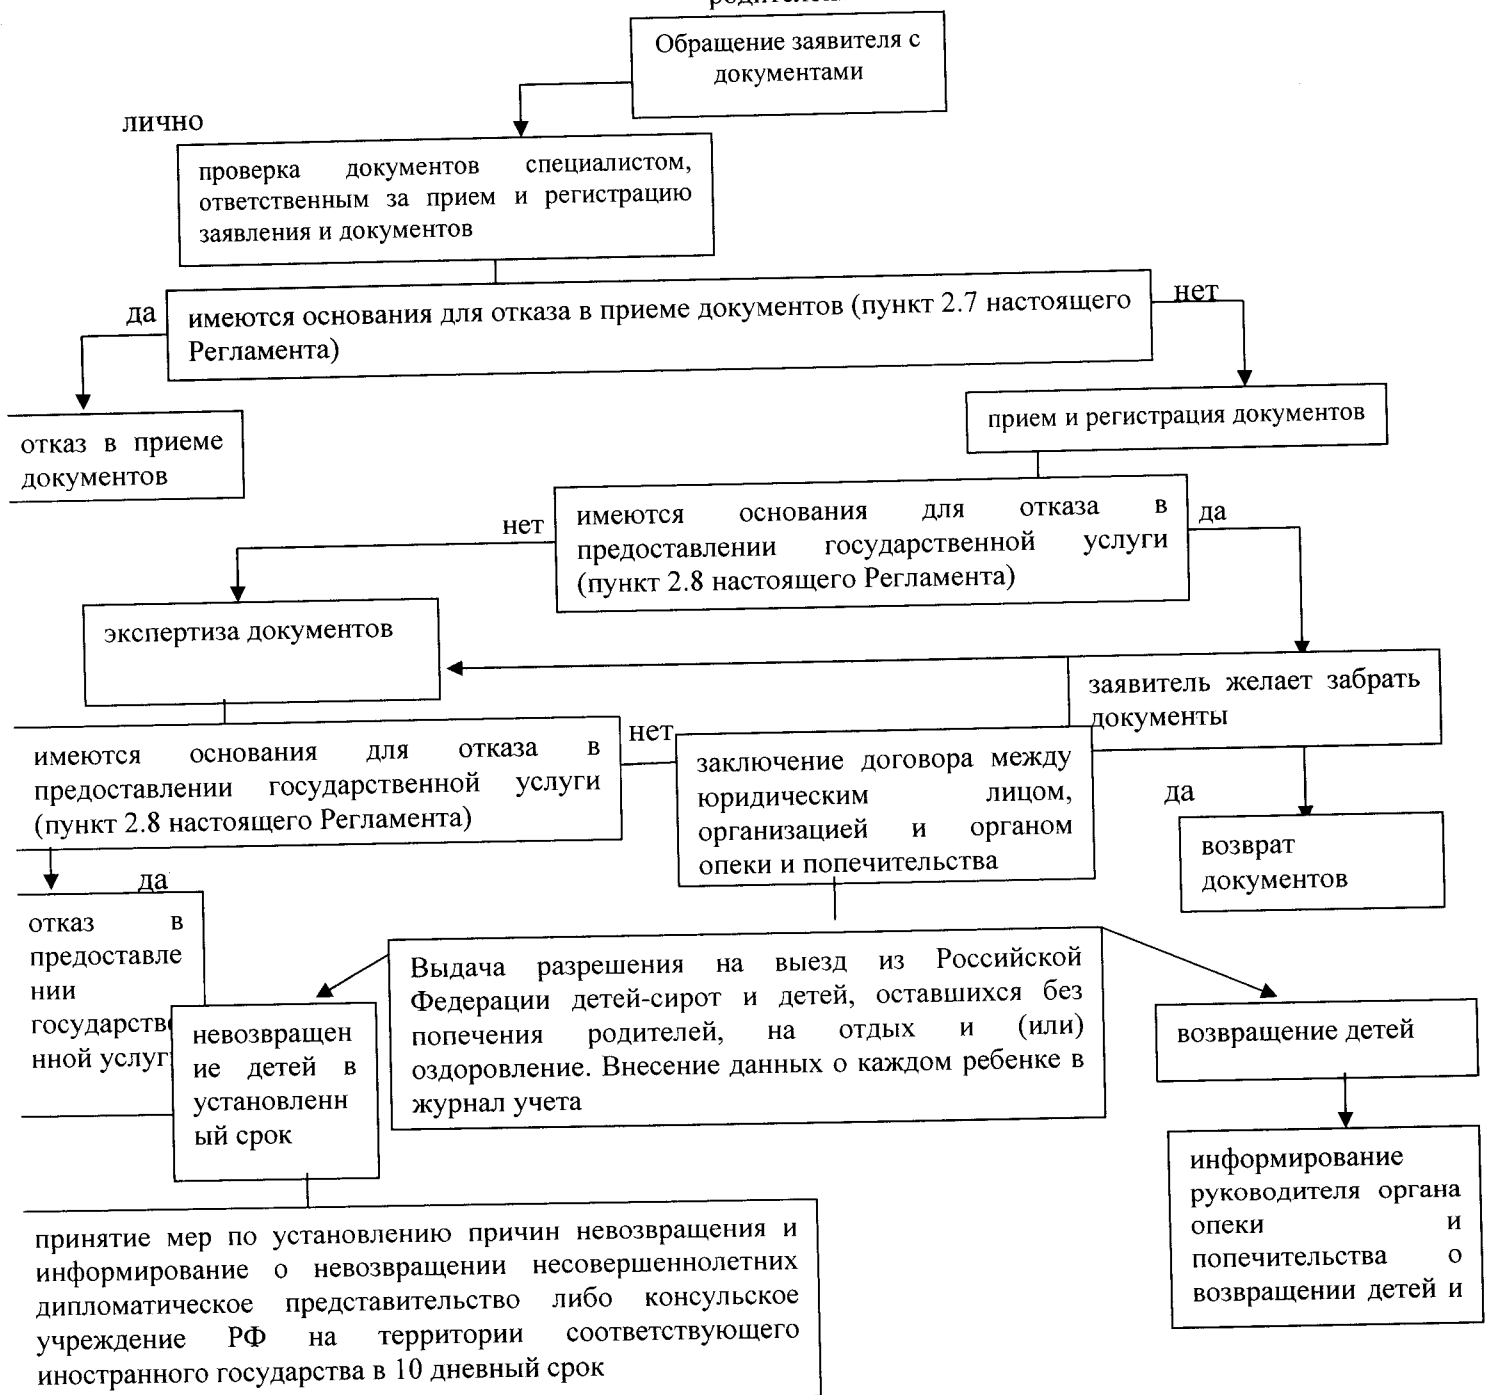 Обращение заявителя с
документами
лично
проверка документов специалистом,
ответственным за прием и регистрацию
заявления и документов
да
имеются основания для отказа в приеме документов (пункт 2.7 настоящего
Регламента)
нет
отказ в приеме
документов
прием и регистрация документов
нет
имеются основания для отказа в
предоставлении государственной услуги
(пункт 2.8 настоящего Регламента)
да
экспертиза документов
заявитель желает забрать
документы
имеются основания для отказа в
предоставлении государственной услуги
(пункт 2.8 настоящего Регламента)
нет
заключение договора между
юридическим лицом,
организацией и органом
опеки и попечительства
да
возврат
документов
да
отказ в
предоставле
нии
государстве
нной услуг
невозвращен
ие детей в
установленн
ый срок
Выдача разрешения на выезд из Российской
Федерации детей-сирот и детей, оставшихся без
попечения родителей, на отдых и (или)
оздоровление. Внесение данных о каждом ребенке в
журнал учета
возвращение детей
информирование
руководителя органа
опеки и
попечительства о
возвращении детей и
принятие мер по установлению причин невозвращения и
информирование о невозвращении несовершеннолетних
дипломатическое представительство либо консульское
учреждение РФ на территории соответствующего
иностранного государства в 10 дневный срок